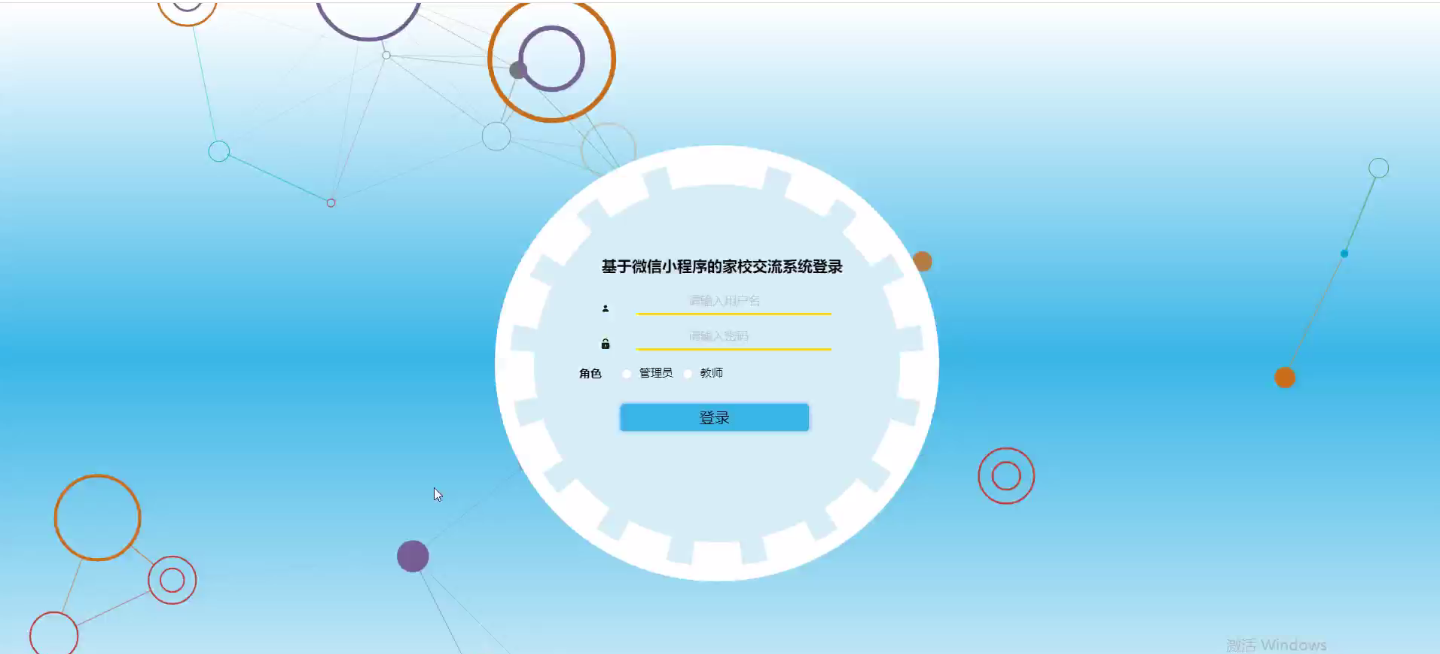 基于微信小程序的家校交流系统登录
请输入用户名
请输入密码
角色 管理员 教师
登录
激活 Windows